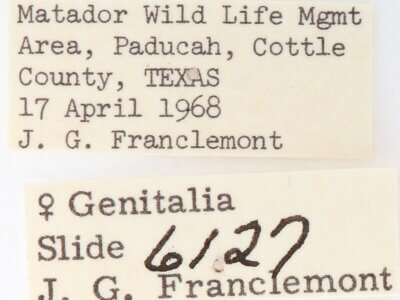 Matador Wild Life Mgmt
Area, Paducah, Cottle
County, TEXAS
17 April 1968
J. G. Franclemont
♀ Genitalia
Slide 6127
J. G. Franclemont